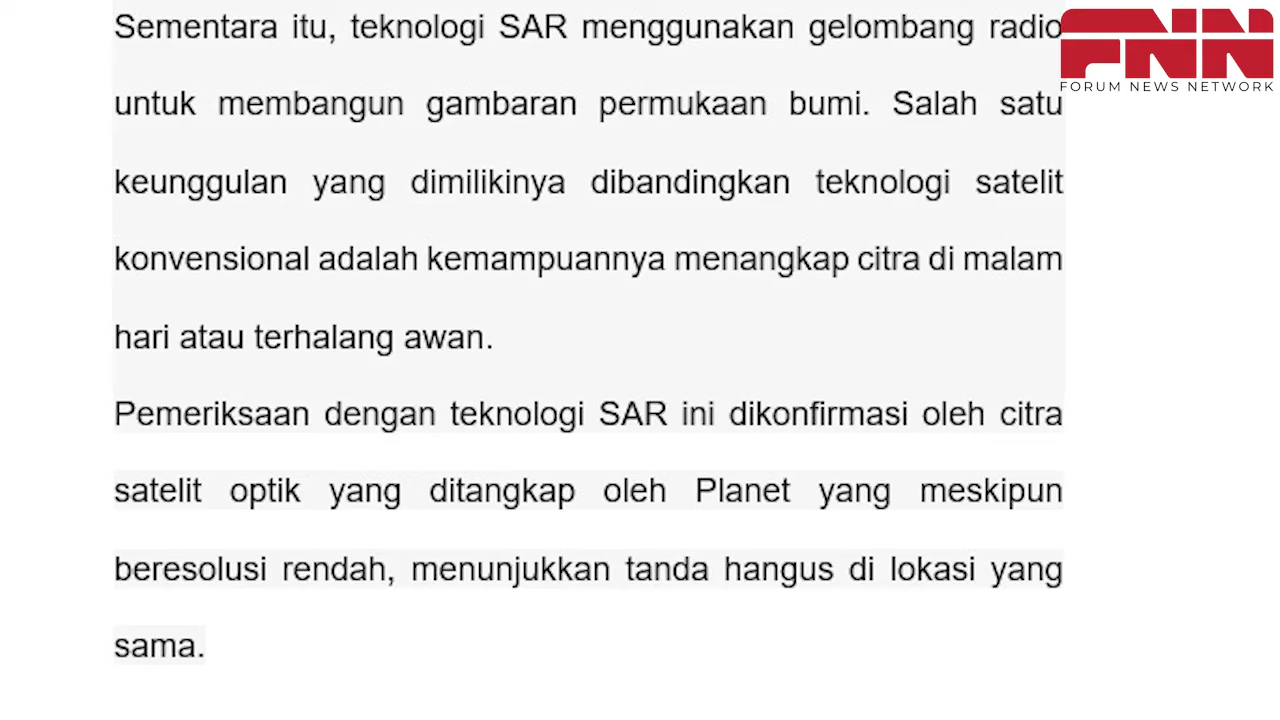 Sementara itu, teknologi SAR menggunakan gelombang radio
FNN
FORUM NEWS NETWORK
untuk membangun gambaran permukaan bumi. Salah satu
keunggulan yang dimilikinya dibandingkan teknologi satelit
konvensional adalah kemampuannya menangkap citra di malam
hari atau terhalang awan.
Pemeriksaan dengan teknologi SAR ini dikonfirmasi oleh citra
satelit optik yang ditangkap oleh Planet yang meskipun
beresolusi rendah, menunjukkan tanda hangus di lokasi yang
sama.